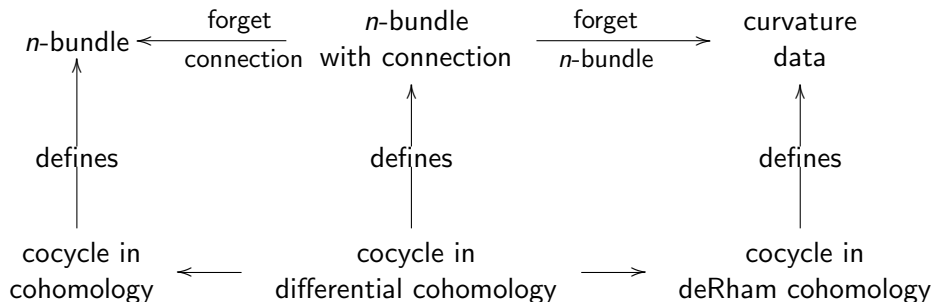 n-bundle
forget
connection
n-bundle
with connection
forget
n-bundle
curvature
data
defines
defines
defines
cocycle in
cohomology
cocycle in
differential cohomology
cocycle in
deRham cohomology